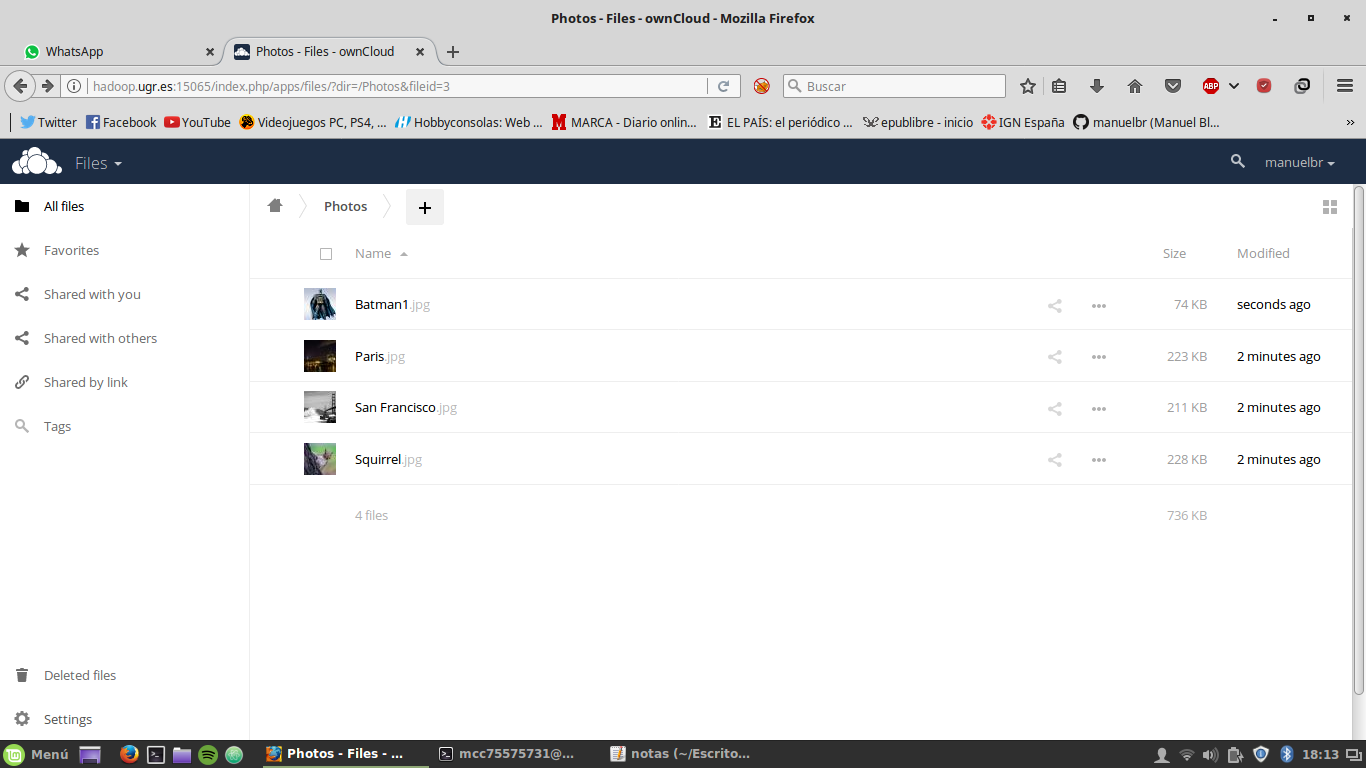 Photos - Files - ownCloud - Mozilla Firefox
WhatsApp
Photos - Files - ownCloud
hadoop.ugr.es:15065/index.php/apps/files/?dir=/Photos&fileid=3
Buscar
ABP
Twitter
Facebook
YouTube
Videojuegos PC, PS4, ...
Hobbyconsolas: Web ...
MARCA - Diario onlin...
EL PAÍS: el periódico ...
epublibre - inicio
IGN España
manuelbr (Manuel Bl...
Files
manuelbr
All files
Favorites
Shared with you
Shared with others
Shared by link
Tags
Deleted files
Settings
Photos
+
Name
Size
Modified
Batman1.jpg
74 KB
seconds ago
Paris.jpg
223 KB
2 minutes ago
San Francisco.jpg
211 KB
2 minutes ago
Squirrel.jpg
228 KB
2 minutes ago
4 files
736 KB
Menú
Photos - Files - ...
mcc75575731@...
notas (~/Escrito...
18:13